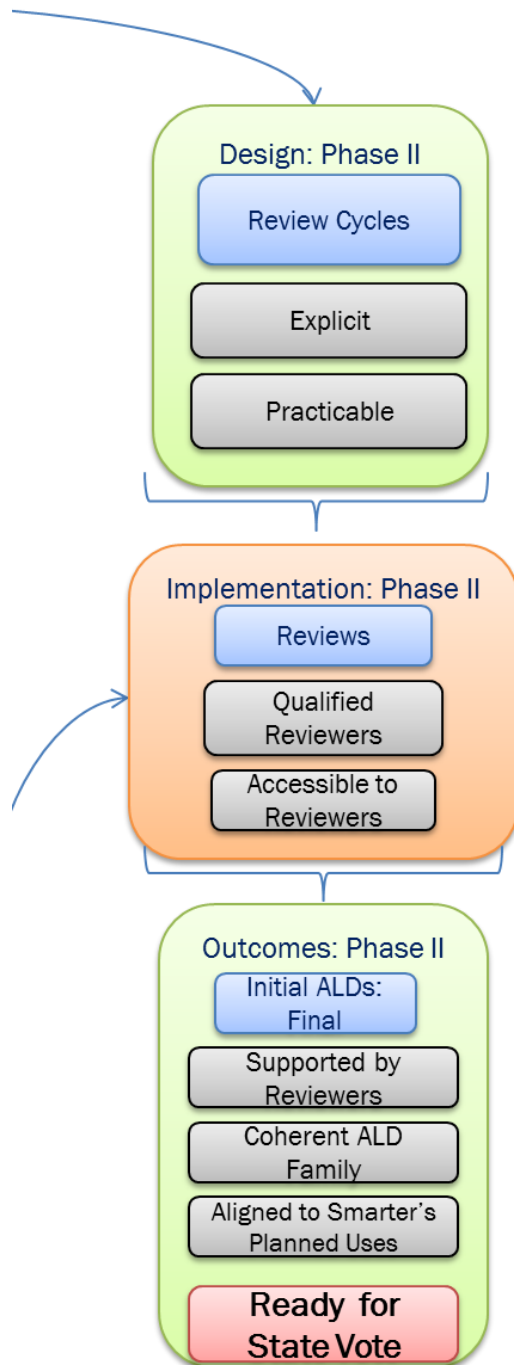 Design: Phase II
Review Cycles
Explicit
Practicable
Implementation: Phase II
Reviews
Qualified
Reviewers
Accessible to
Reviewers
Outcomes: Phase II
Initial ALDs:
Final
Supported by
Reviewers
Coherent ALD
Family
Aligned to Smarter’s
Planned Uses
Ready for
State Vote